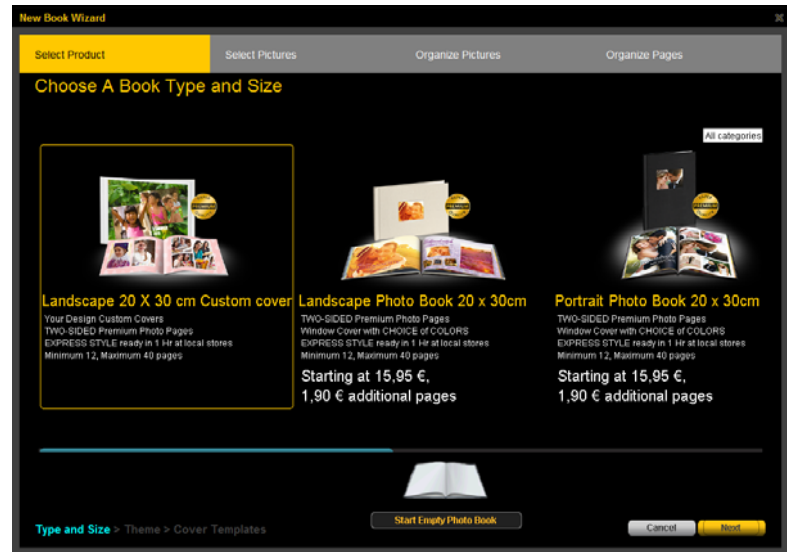 New Book Wizard
Select Product
Select Pictures
Organize Pictures
Organize Pages
Choose A Book Type and Size
All categories
PREMIUM
PREMIUM
PREMIUM
Landscape 20 X 30 cm Custom cover
Your Design Custom Covers
TWO-SIDED Premium Photo Pages
EXPRESS STYLE ready in 1 Hr at local stores
Minimum 12, Maximum 40 pages
Landscape Photo Book 20 x 30cm
TWO-SIDED Premium Photo Pages
Window Cover with CHOICE of COLORS
EXPRESS STYLE ready in 1 Hr at local stores
Minimum 12, Maximum 40 pages
Starting at 15,95 €,
1,90 € additional pages
Portrait Photo Book 20 x 30cm
TWO-SIDED Premium Photo Pages
Window Cover with CHOICE of COLORS
EXPRESS STYLE ready in 1 Hr at local stores
Minimum 12, Maximum 40 pages
Starting at 15,95 €,
1,90 € additional pages
Start Empty Photo Book
Type and Size > Theme > Cover Templates
Cancel
Next